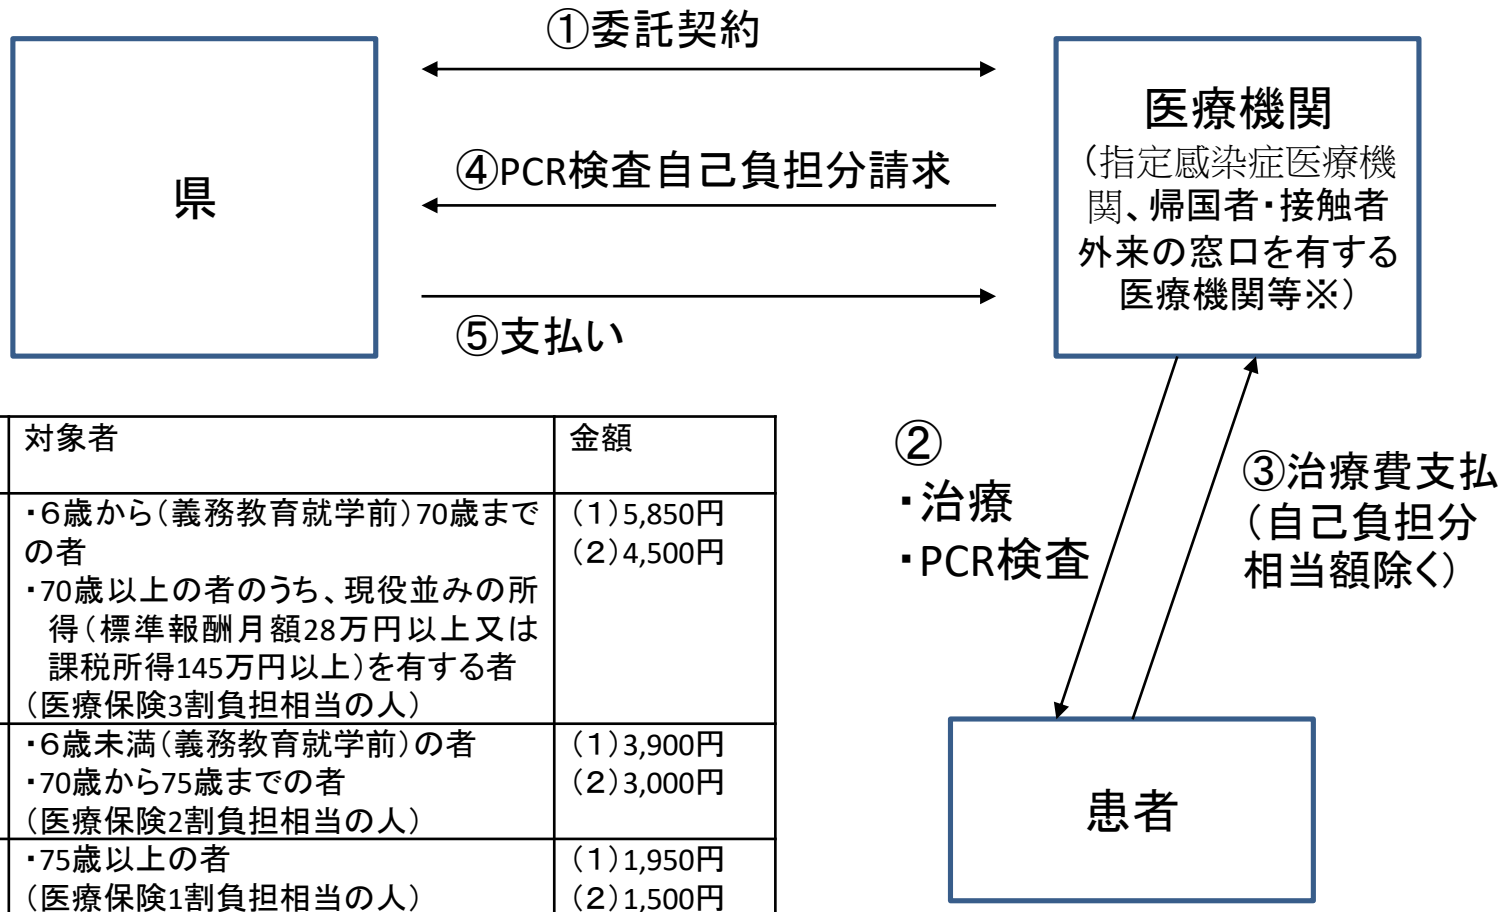 ①委託契約
県
④PCR検査自己負担分請求
⑤支払い
医療機関
（指定感染症医療機
関、帰国者・接触者
外来の窓口を有する
医療機関等※）
②
・治療
・PCR検査
③治療費支払
（自己負担分
相当額除く）
患者
対象者
金額
・６歳から（義務教育就学前）70歳まで
の者
・70歳以上の者のうち、現役並みの所
得（標準報酬月額28万円以上又は
課税所得145万円以上）を有する者
（医療保険3割負担相当の人）
（１）5,850円
（２）4,500円
・６歳未満（義務教育就学前）の者
・70歳から75歳までの者
（医療保険2割負担相当の人）
（１）3,900円
（２）3,000円
・75歳以上の者
（医療保険1割負担相当の人）
（１）1,950円
（２）1,500円